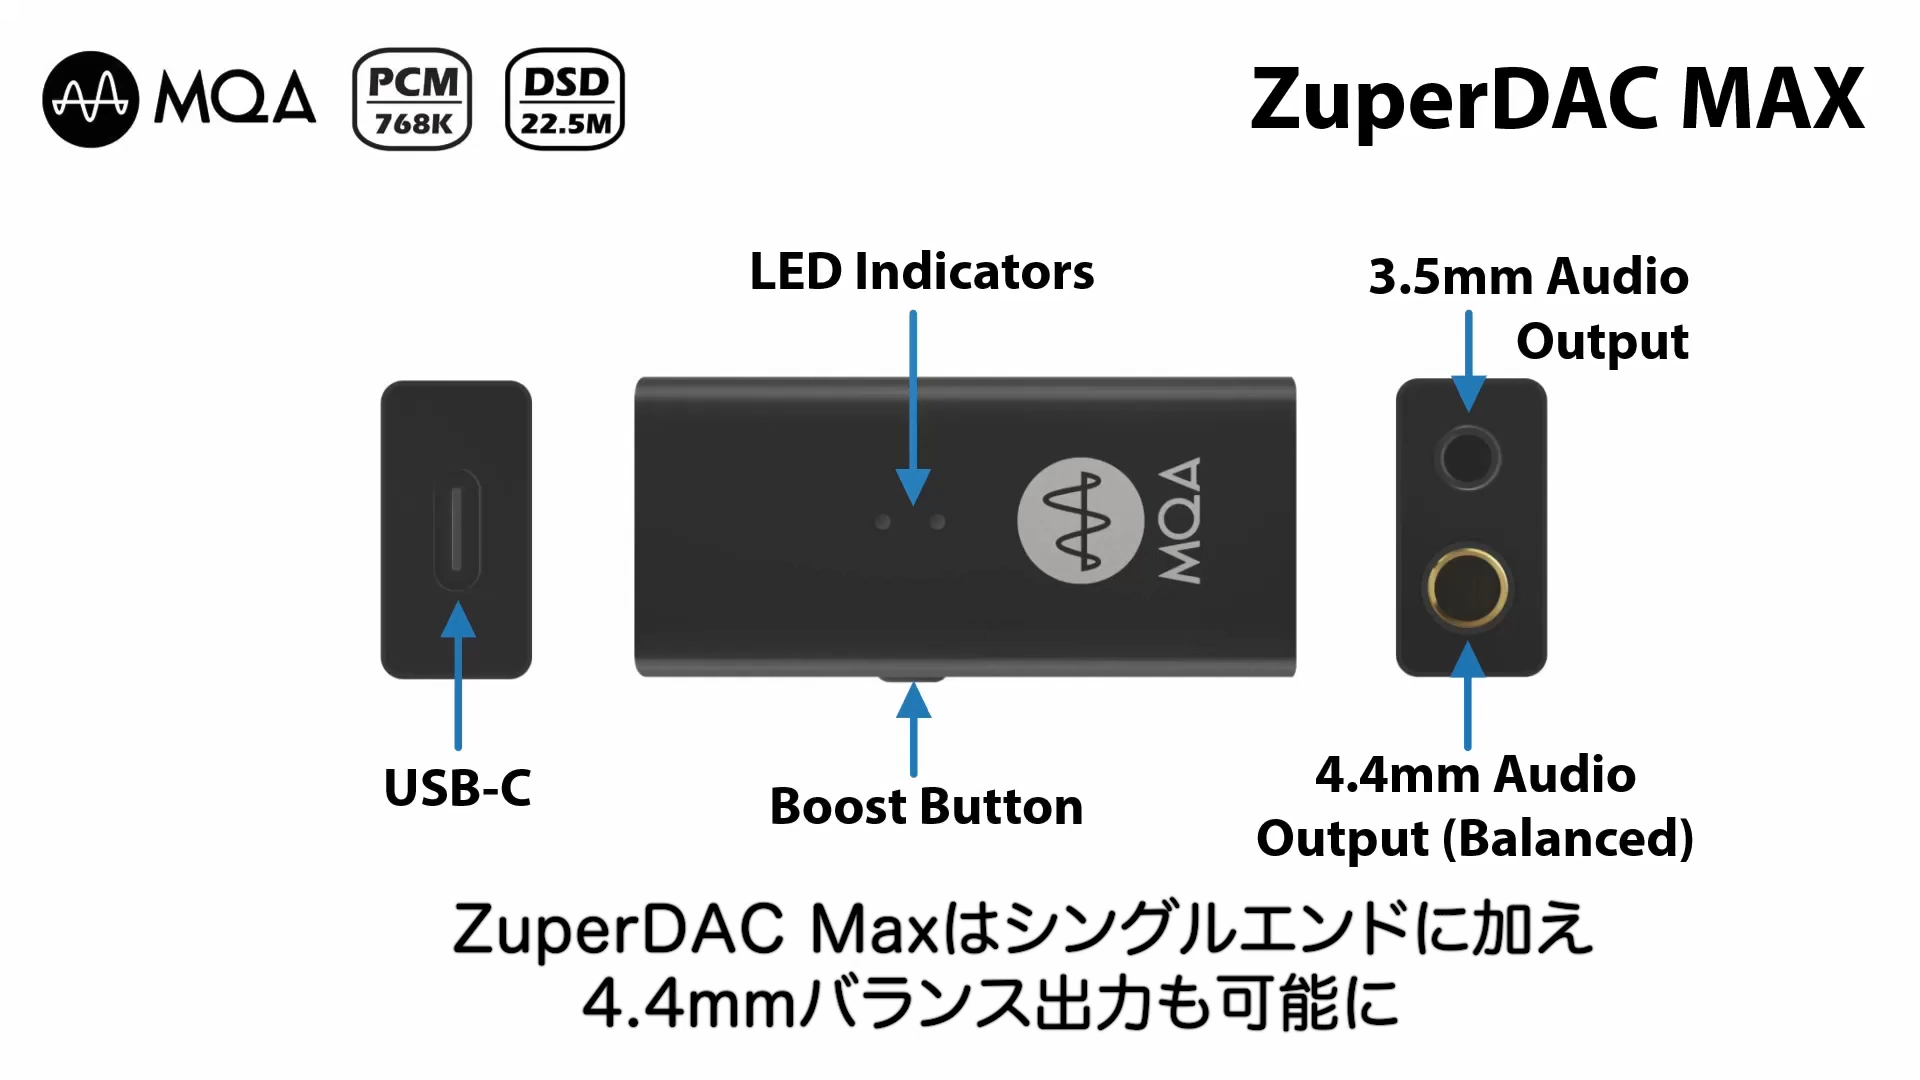 MQA
PCM
768K
DSD
22.5M
ZuperDAC MAX
LED Indicators
3.5mm Audio
Output
MQA
USB-C
Boost Button
4.4mm Audio
Output (Balanced)
ZuperDAC Maxはシングルエンドに加え
4.4mmバランス出力も可能に